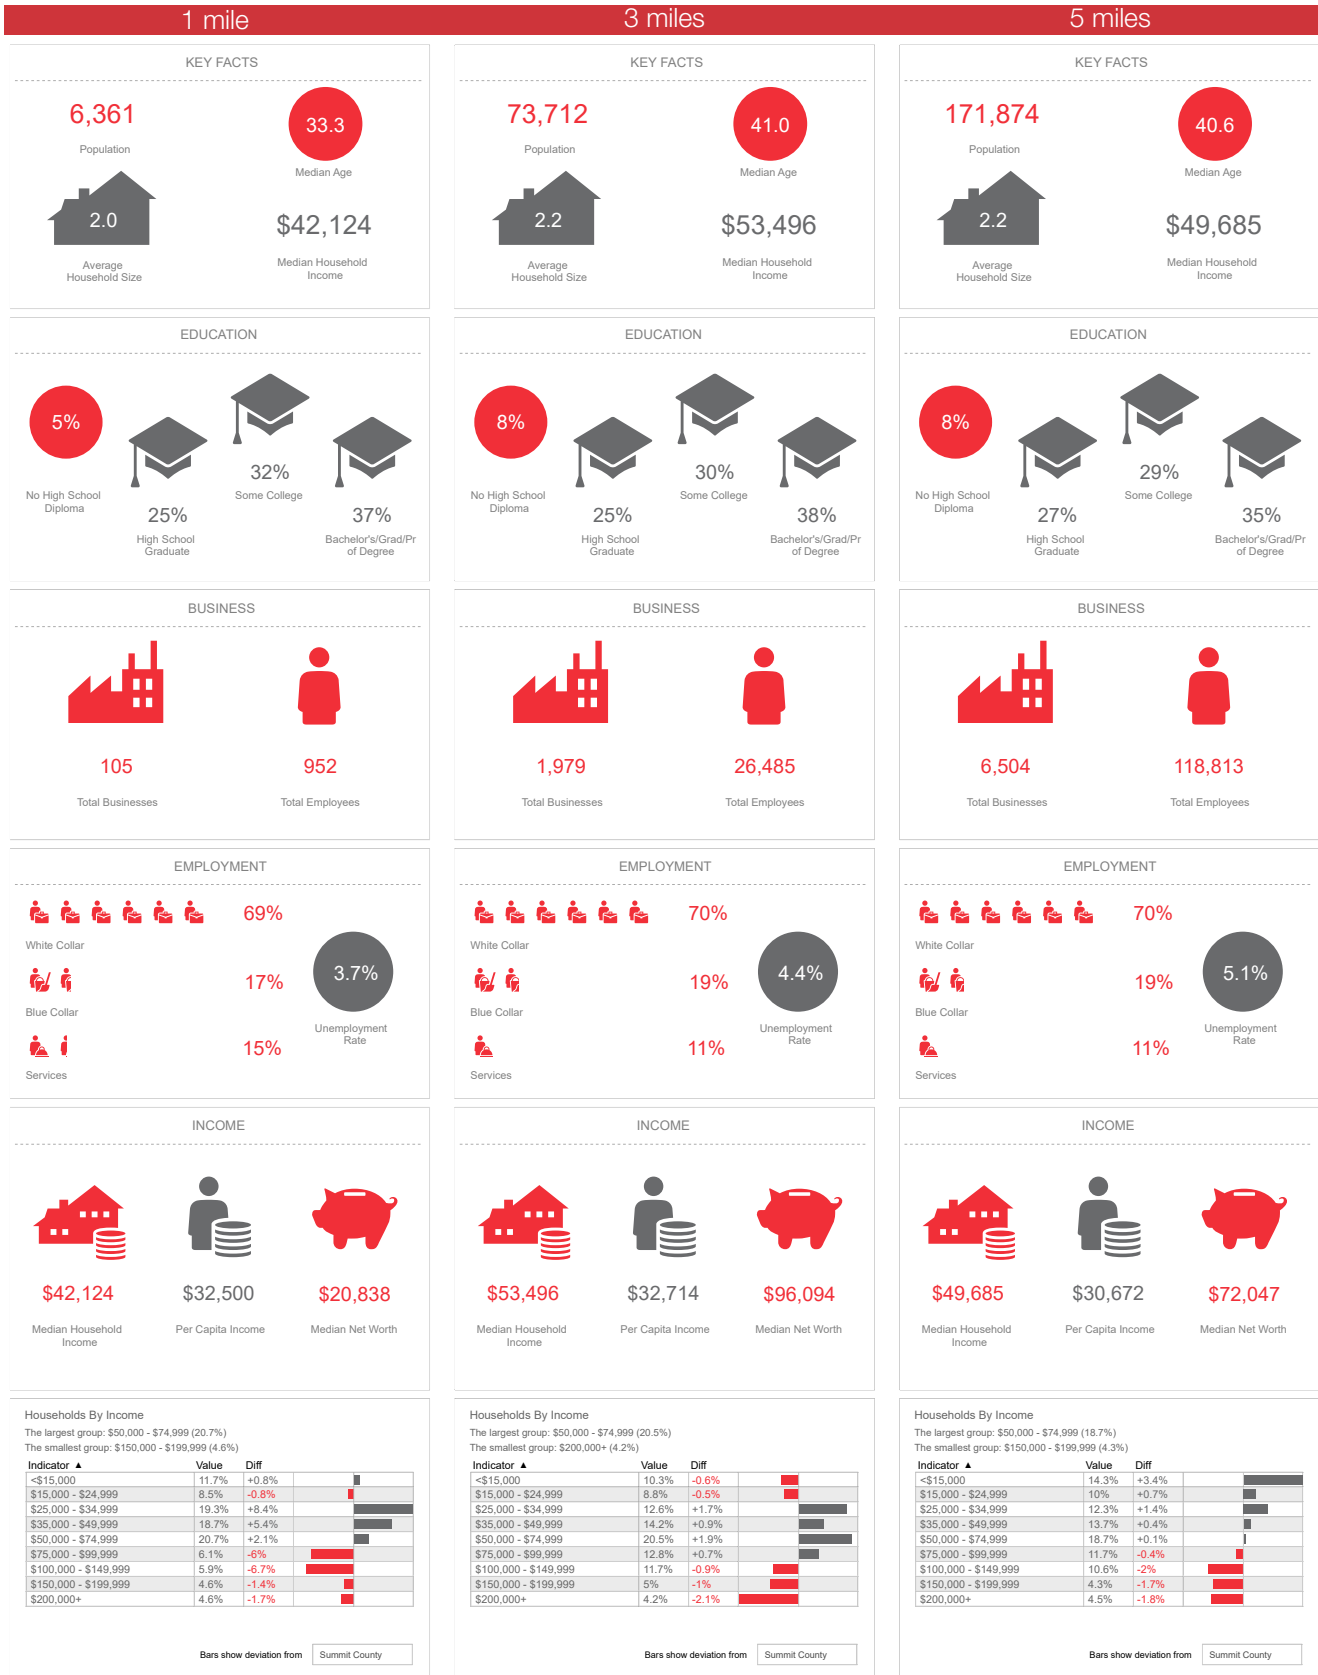 1 mile
KEY FACTS
6,361
Population
33.3
Median Age
2.0
Average
Household Size
$42,124
Median Household
Income
EDUCATION
5%
No High School
Diploma
25%
High School
Graduate
32%
Some College
37%
Bachelor's/Grad/Pr
of Degree
BUSINESS
105
Total Businesses
952
Total Employees
EMPLOYMENT
69%
White Collar
17%
Blue Collar
15%
Services
3.7%
Unemployment
Rate
INCOME
$42,124
Median Household
Income
$32,500
Per Capita Income
$20,838
Median Net Worth
Households By Income
The largest group: $50,000 - $74,999 (20.7%)
The smallest group: $150,000 - $199,999 (4.6%)
Indicator ▲ Value Diff
<$15,000 11.7% +0.8%
$15,000 - $24,999 8.5% -0.8%
$25,000 - $34,999 19.3% +8.4%
$35,000 - $49,999 18.7% +5.4%
$50,000 - $74,999 20.7% +2.1%
$75,000 - $99,999 6.1% -6%
$100,000 - $149,999 5.9% -6.7%
$150,000 - $199,999 4.6% -1.4%
$200,000+ 4.6% -1.7%
Bars show deviation from Summit County
3 miles
KEY FACTS
73,712
Population
41.0
Median Age
2.2
Average
Household Size
$53,496
Median Household
Income
EDUCATION
8%
No High School
Diploma
25%
High School
Graduate
30%
Some College
38%
Bachelor's/Grad/Pr
of Degree
BUSINESS
1,979
Total Businesses
26,485
Total Employees
EMPLOYMENT
70%
White Collar
19%
Blue Collar
11%
Services
4.4%
Unemployment
Rate
INCOME
$53,496
Median Household
Income
$32,714
Per Capita Income
$96,094
Median Net Worth
Households By Income
The largest group: $50,000 - $74,999 (20.5%)
The smallest group: $200,000+ (4.2%)
Indicator ▲ Value Diff
<$15,000 10.3% -0.6%
$15,000 - $24,999 8.8% -0.5%
$25,000 - $34,999 12.6% +1.7%
$35,000 - $49,999 14.2% +0.9%
$50,000 - $74,999 20.5% +1.9%
$75,000 - $99,999 12.8% +0.7%
$100,000 - $149,999 11.7% -0.9%
$150,000 - $199,999 5% -1%
$200,000+ 4.2% -2.1%
Bars show deviation from Summit County
5 miles
KEY FACTS
171,874
Population
40.6
Median Age
2.2
Average
Household Size
$49,685
Median Household
Income
EDUCATION
8%
No High School
Diploma
27%
High School
Graduate
29%
Some College
35%
Bachelor's/Grad/Pr
of Degree
BUSINESS
6,504
Total Businesses
118,813
Total Employees
EMPLOYMENT
70%
White Collar
19%
Blue Collar
11%
Services
5.1%
Unemployment
Rate
INCOME
$49,685
Median Household
Income
$30,672
Per Capita Income
$72,047
Median Net Worth
Households By Income
The largest group: $50,000 - $74,999 (18.7%)
The smallest group: $150,000 - $199,999 (4.3%)
Indicator ▲ Value Diff
<$15,000 14.3% +3.4%
$15,000 - $24,999 10% +0.7%
$25,000 - $34,999 12.3% +1.4%
$35,000 - $49,999 13.7% +0.4%
$50,000 - $74,999 18.7% +0.1%
$75,000 - $99,999 11.7% -0.4%
$100,000 - $149,999 10.6% -2%
$150,000 - $199,999 4.3% -1.7%
$200,000+ 4.5% -1.8%
Bars show deviation from Summit County